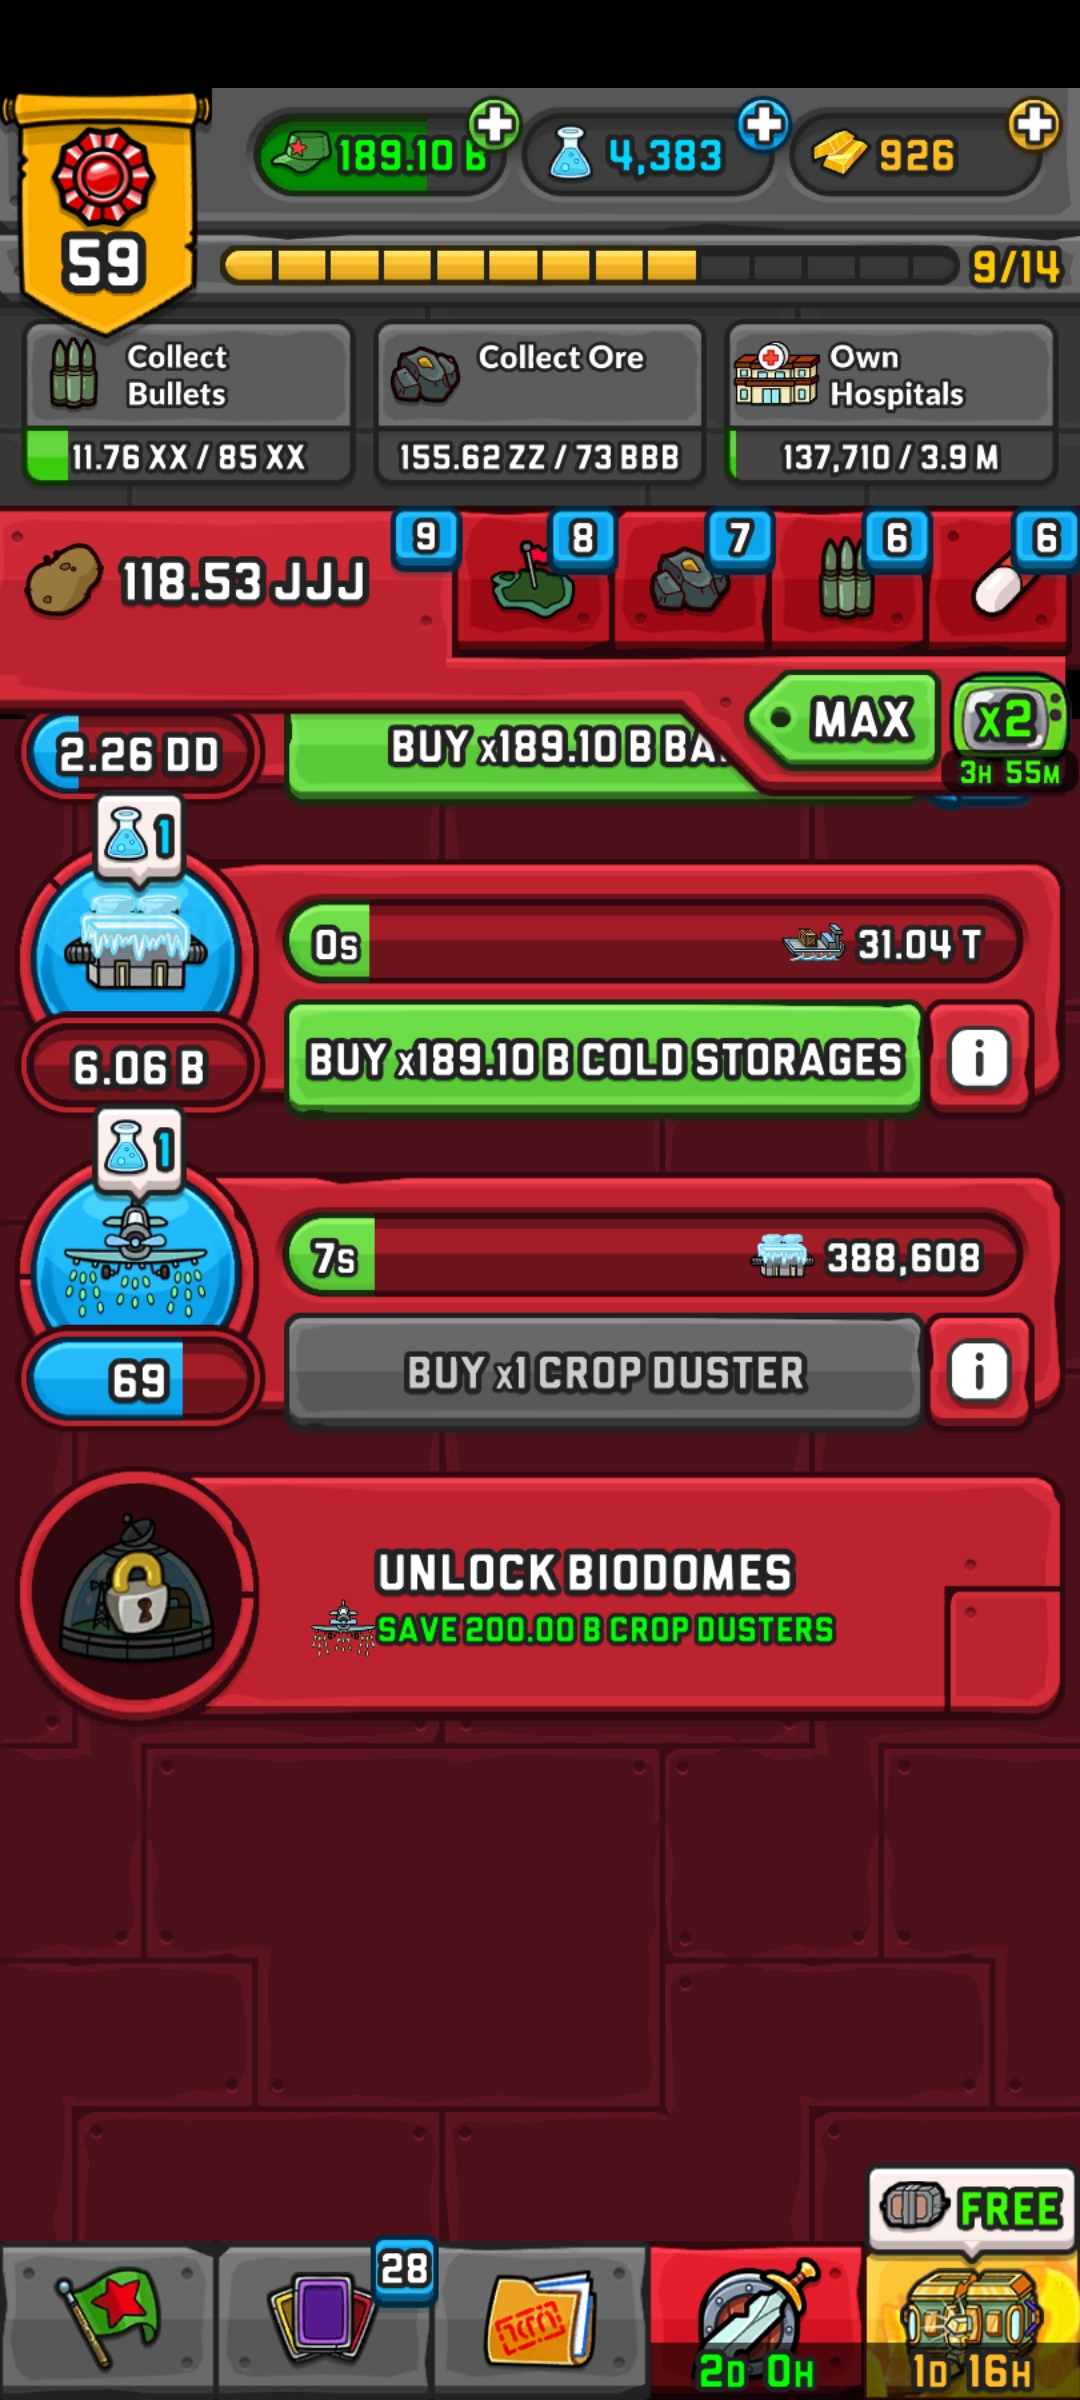 59
189.10 B
4,383
926
9/14
Collect Bullets
11.76 XX / 85 XX
Collect Ore
155.62 ZZ / 73 BBB
Own Hospitals
137,710 / 3.9 M
118.53 JJJ
9
8
7
6
6
MAX
x2
3H 55M
2.26 DD
BUY x189.10 B
1
0s
31.04 T
6.06 B
BUY x189.10 B COLD STORAGES
i
1
7s
388,608
69
BUY x1 CROP DUSTER
i
UNLOCK BIODOMES
SAVE 200.00 B CROP DUSTERS
FREE
28
2D 0H
1D 16H